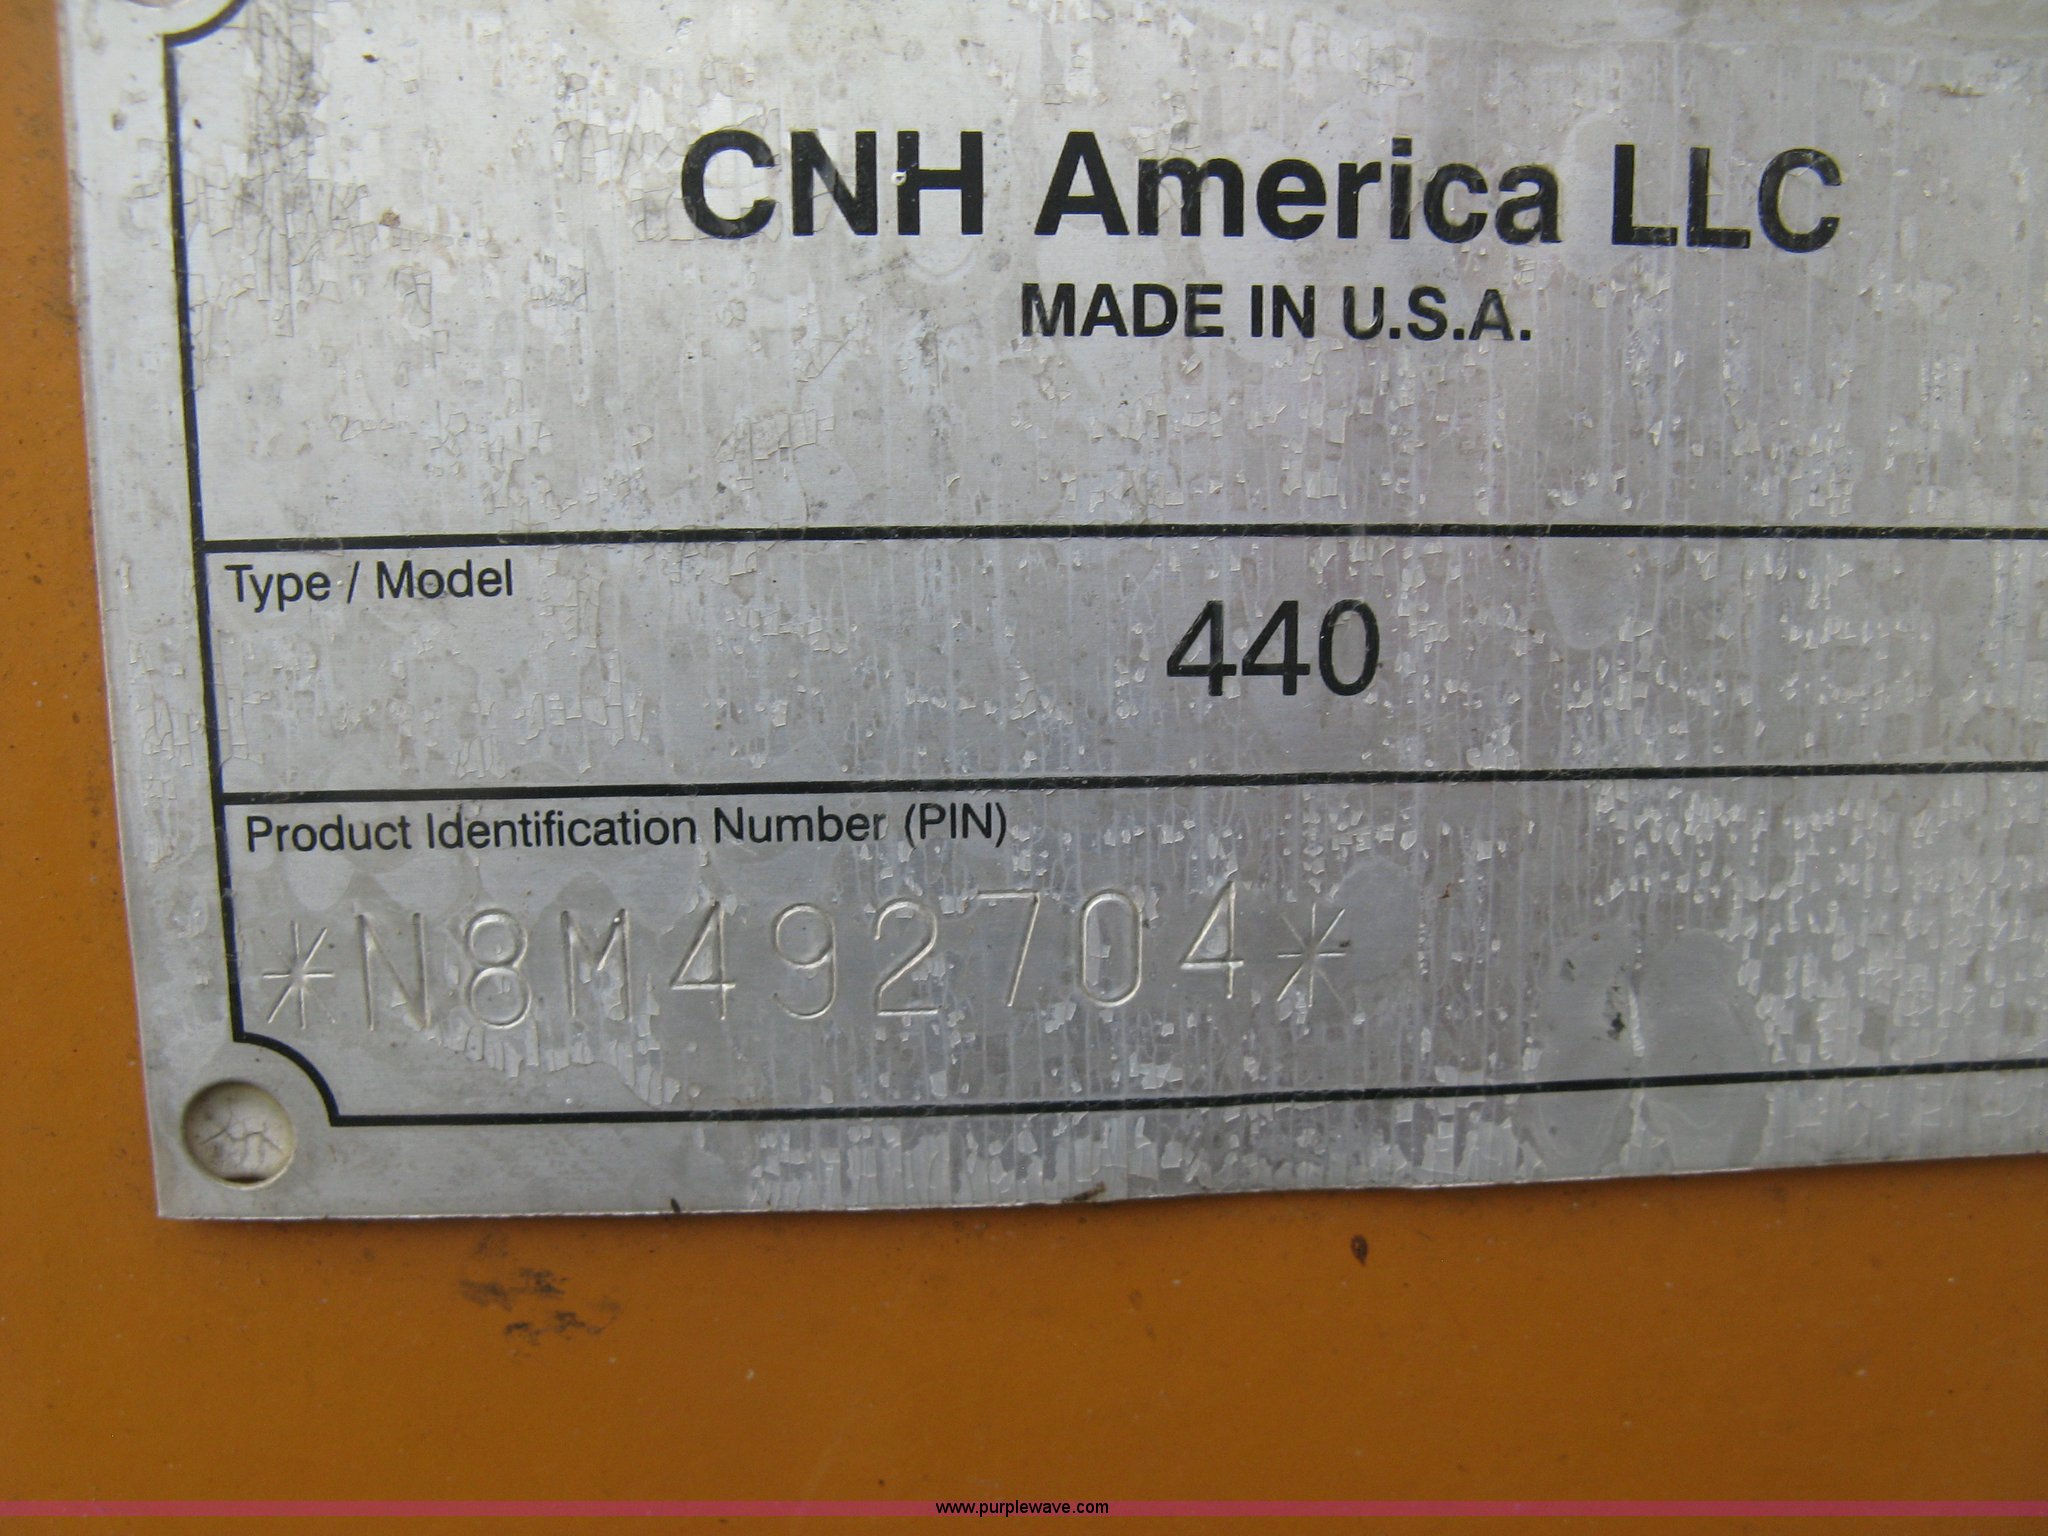 CNH America LLC
MADE IN U.S.A.
Type / Model
440
Product Identification Number (PIN)
*N8M492704*
www.purplewave.com